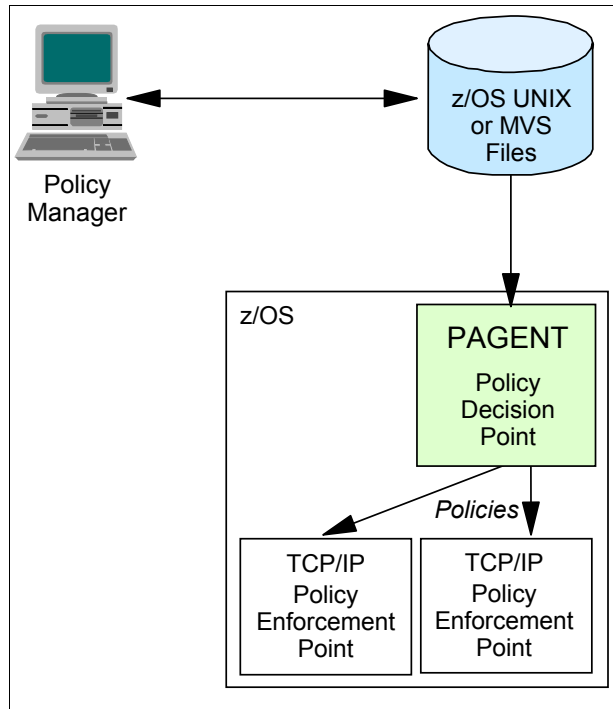 z/OS UNIX
or MVS
Files
Policy
Manager
z/OS
PAGENT
Policy
Decision
Point
Policies
TCP/IP
Policy
Enforcement
Point
TCP/IP
Policy
Enforcement
Point